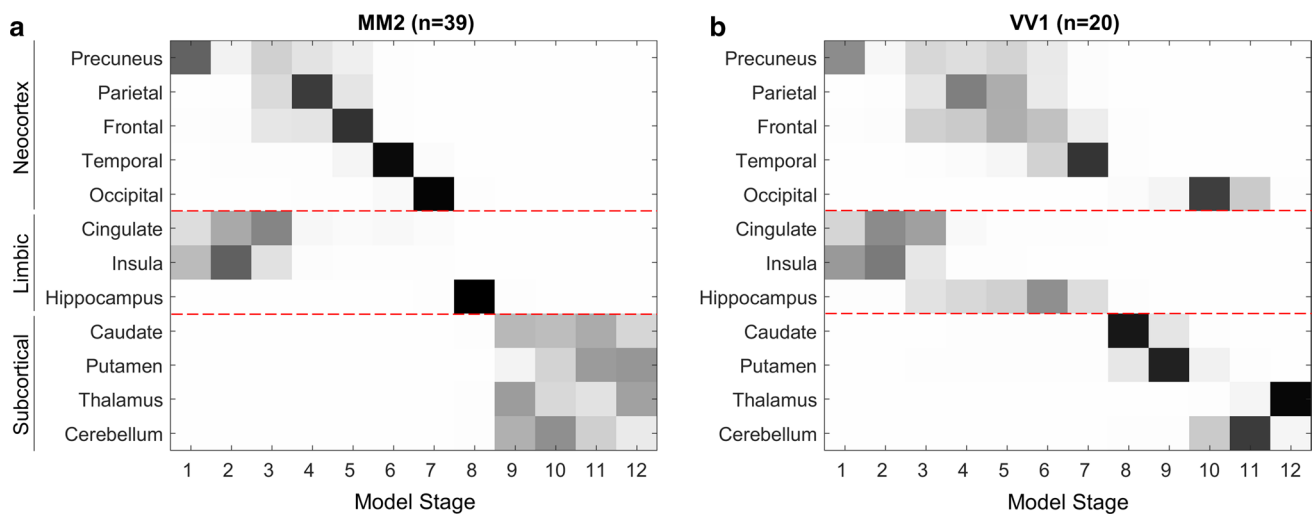 a
MM2 (n=39)
Neocortex
Precuneus
Parietal
Frontal
Temporal
Occipital
Limbic
Cingulate
Insula
Hippocampus
Subcortical
Caudate
Putamen
Thalamus
Cerebellum
1 2 3 4 5 6 7 8 9 10 11 12
Model Stage
b
VV1 (n=20)
Precuneus
Parietal
Frontal
Temporal
Occipital
Cingulate
Insula
Hippocampus
Caudate
Putamen
Thalamus
Cerebellum
1 2 3 4 5 6 7 8 9 10 11 12
Model Stage